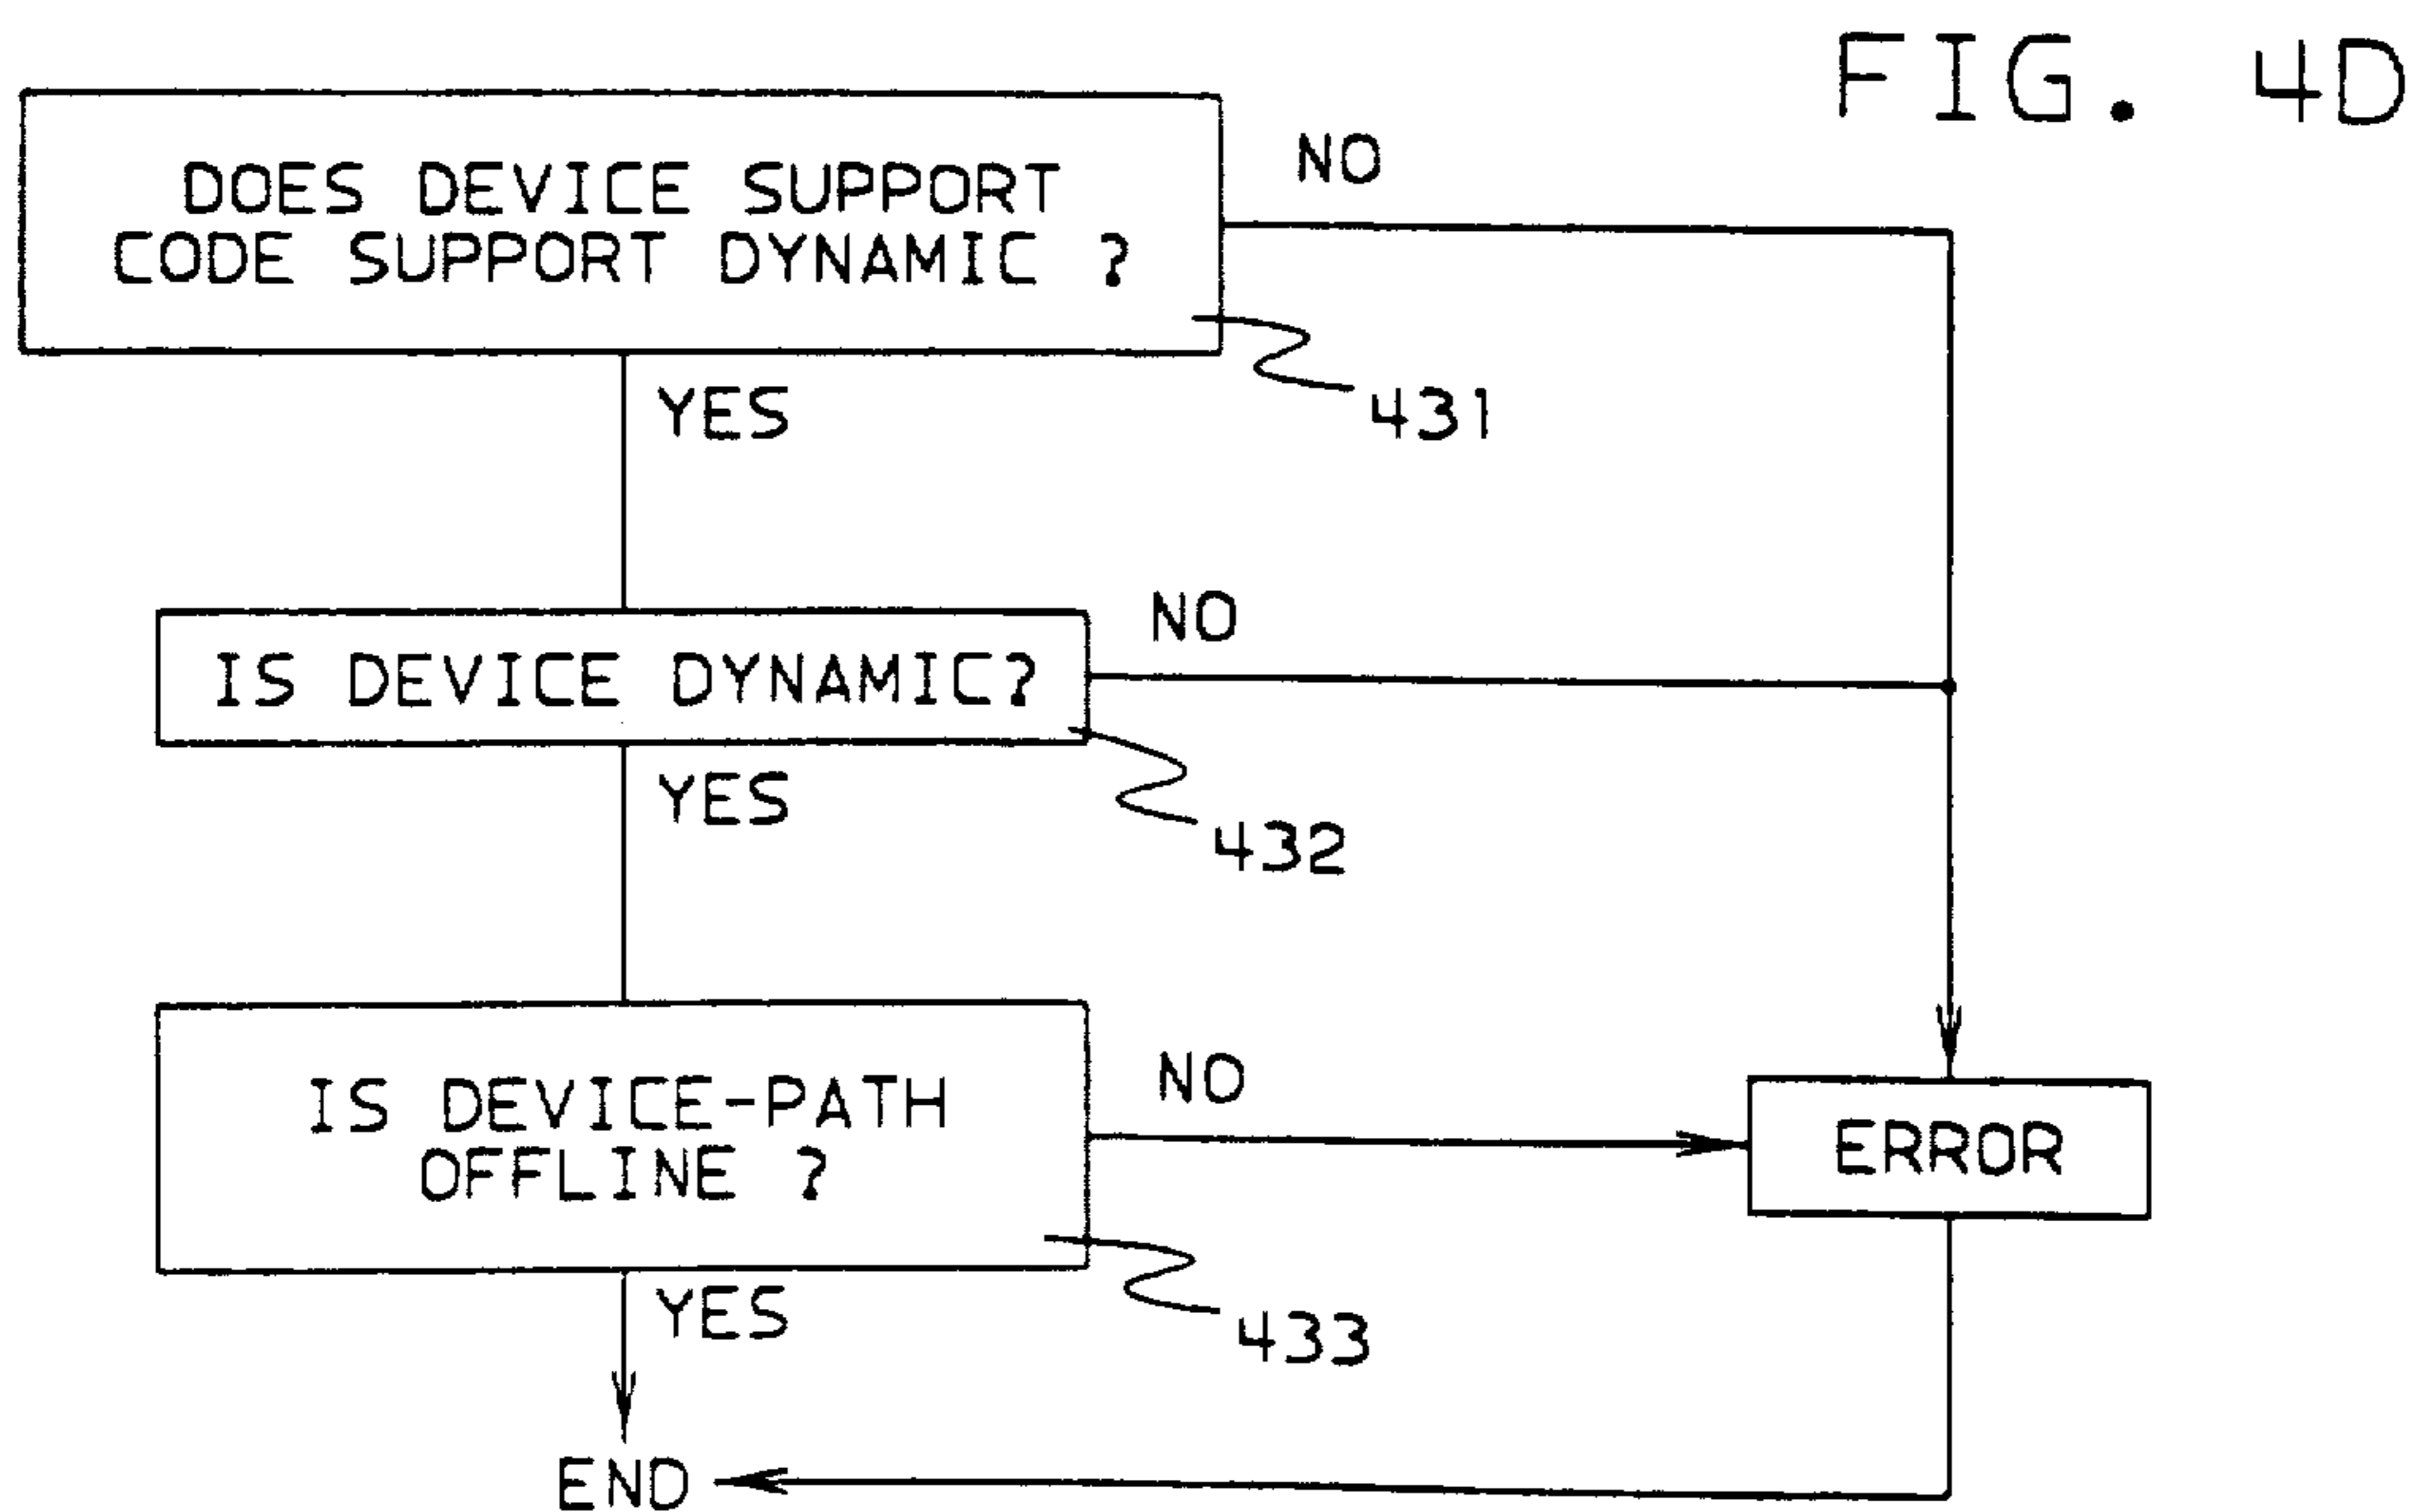 FIG. 4D
DOES DEVICE SUPPORT
CODE SUPPORT DYNAMIC ?
NO
431
YES
IS DEVICE DYNAMIC?
NO
432
YES
IS DEVICE-PATH
OFFLINE ?
NO
ERROR
433
YES
END